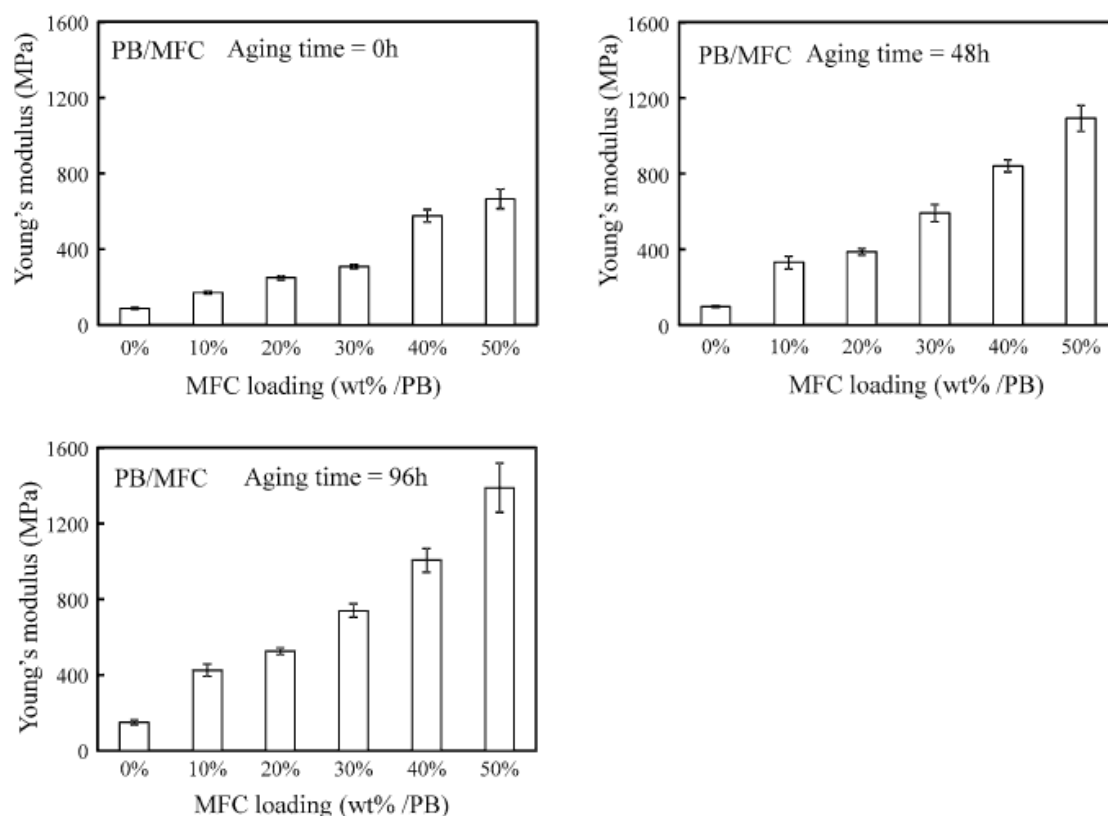 PB/MFC Aging time = 0h
Young's modulus (MPa)
1600
1200
800
400
0
0% 10% 20% 30% 40% 50%
MFC loading (wt% /PB)
PB/MFC Aging time = 48h
Young's modulus (MPa)
1600
1200
800
400
0
0% 10% 20% 30% 40% 50%
MFC loading (wt% /PB)
PB/MFC Aging time = 96h
Young's modulus (MPa)
1600
1200
800
400
0
0% 10% 20% 30% 40% 50%
MFC loading (wt% /PB)